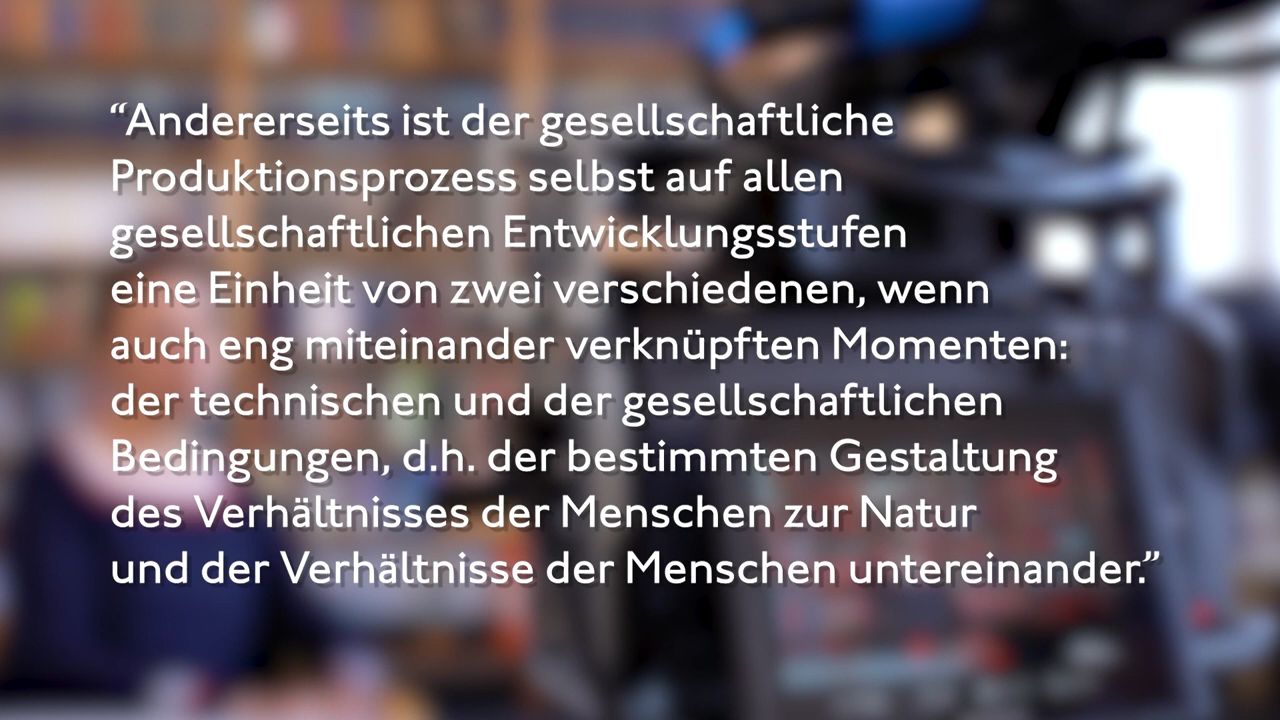 “Andererseits ist der gesellschaftliche
Produktionsprozess selbst auf allen
gesellschaftlichen Entwicklungsstufen
eine Einheit von zwei verschiedenen, wenn
auch eng miteinander verknüpften Momenten:
der technischen und der gesellschaftlichen
Bedingungen, d.h. der bestimmten Gestaltung
des Verhältnisses der Menschen zur Natur
und der Verhältnisse der Menschen untereinander.”